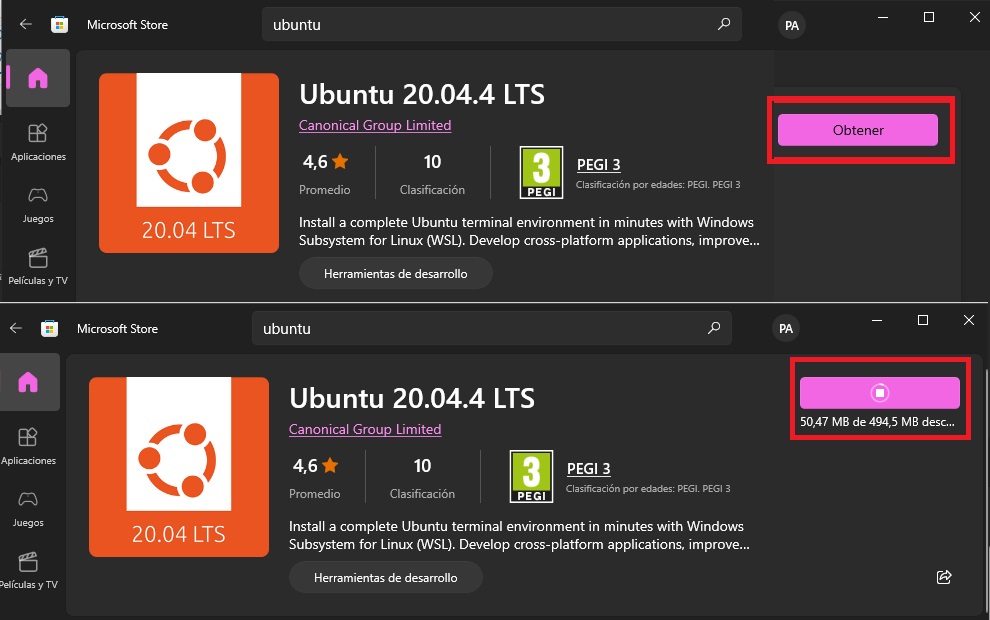 Microsoft Store
ubuntu
PA
Ubuntu 20.04.4 LTS
Canonical Group Limited
Obtener
4,6
10
3
PEGI
PEGI 3
Promedio
Clasificación
Clasificación por edades: PEGI. PEGI 3
20.04 LTS
Install a complete Ubuntu terminal environment in minutes with Windows
Subsystem for Linux (WSL). Develop cross-platform applications, improve...
Herramientas de desarrollo
Aplicaciones
Juegos
Películas y TV
Microsoft Store
ubuntu
PA
Ubuntu 20.04.4 LTS
Canonical Group Limited
50,47 MB de 494,5 MB desc...
4,6
10
3
PEGI
PEGI 3
Promedio
Clasificación
Clasificación por edades: PEGI. PEGI 3
20.04 LTS
Install a complete Ubuntu terminal environment in minutes with Windows
Subsystem for Linux (WSL). Develop cross-platform applications, improve...
Herramientas de desarrollo
Aplicaciones
Juegos
Películas y TV